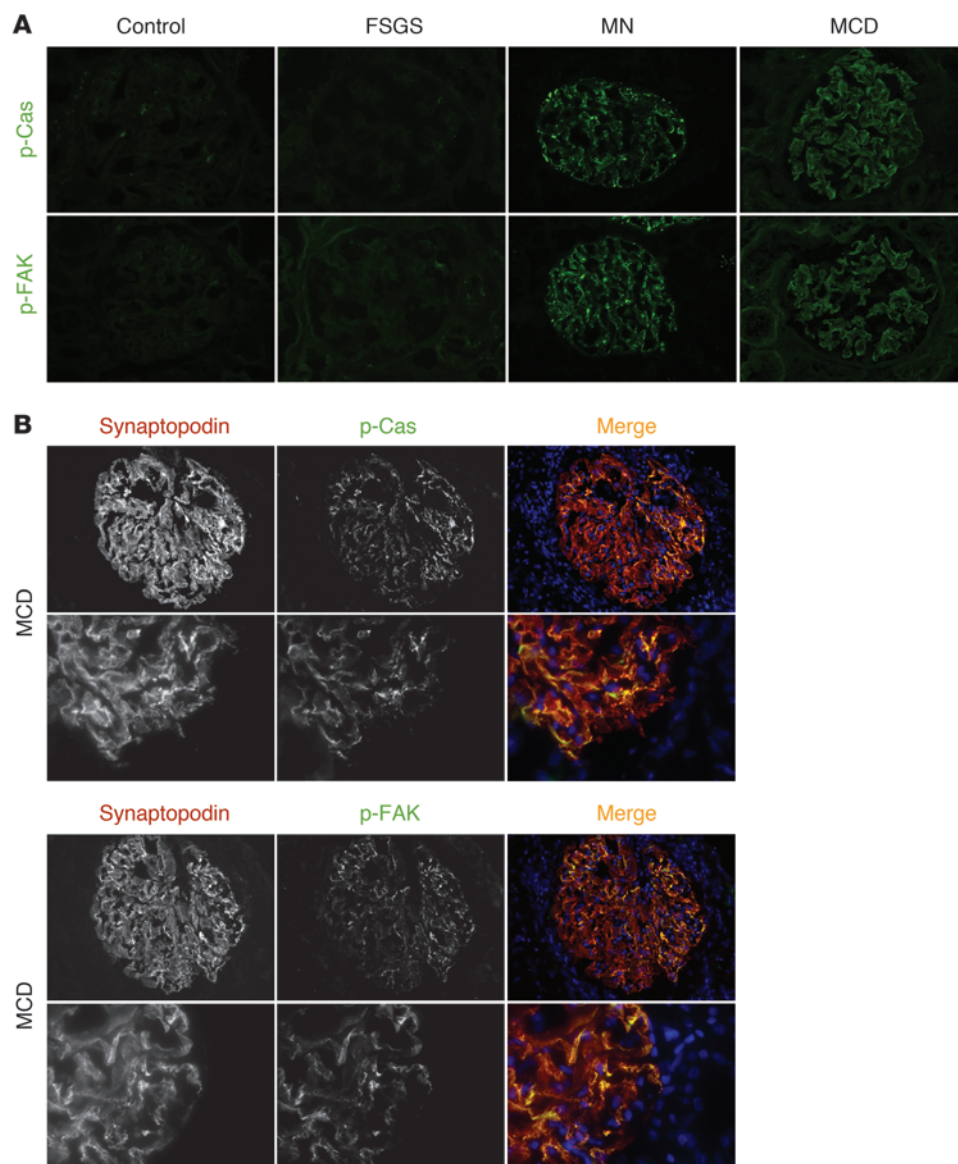 A
Control FSGS MN MCD
p-Cas
p-FAK
B
Synaptopodin p-Cas Merge
MCD
Synaptopodin p-FAK Merge
MCD